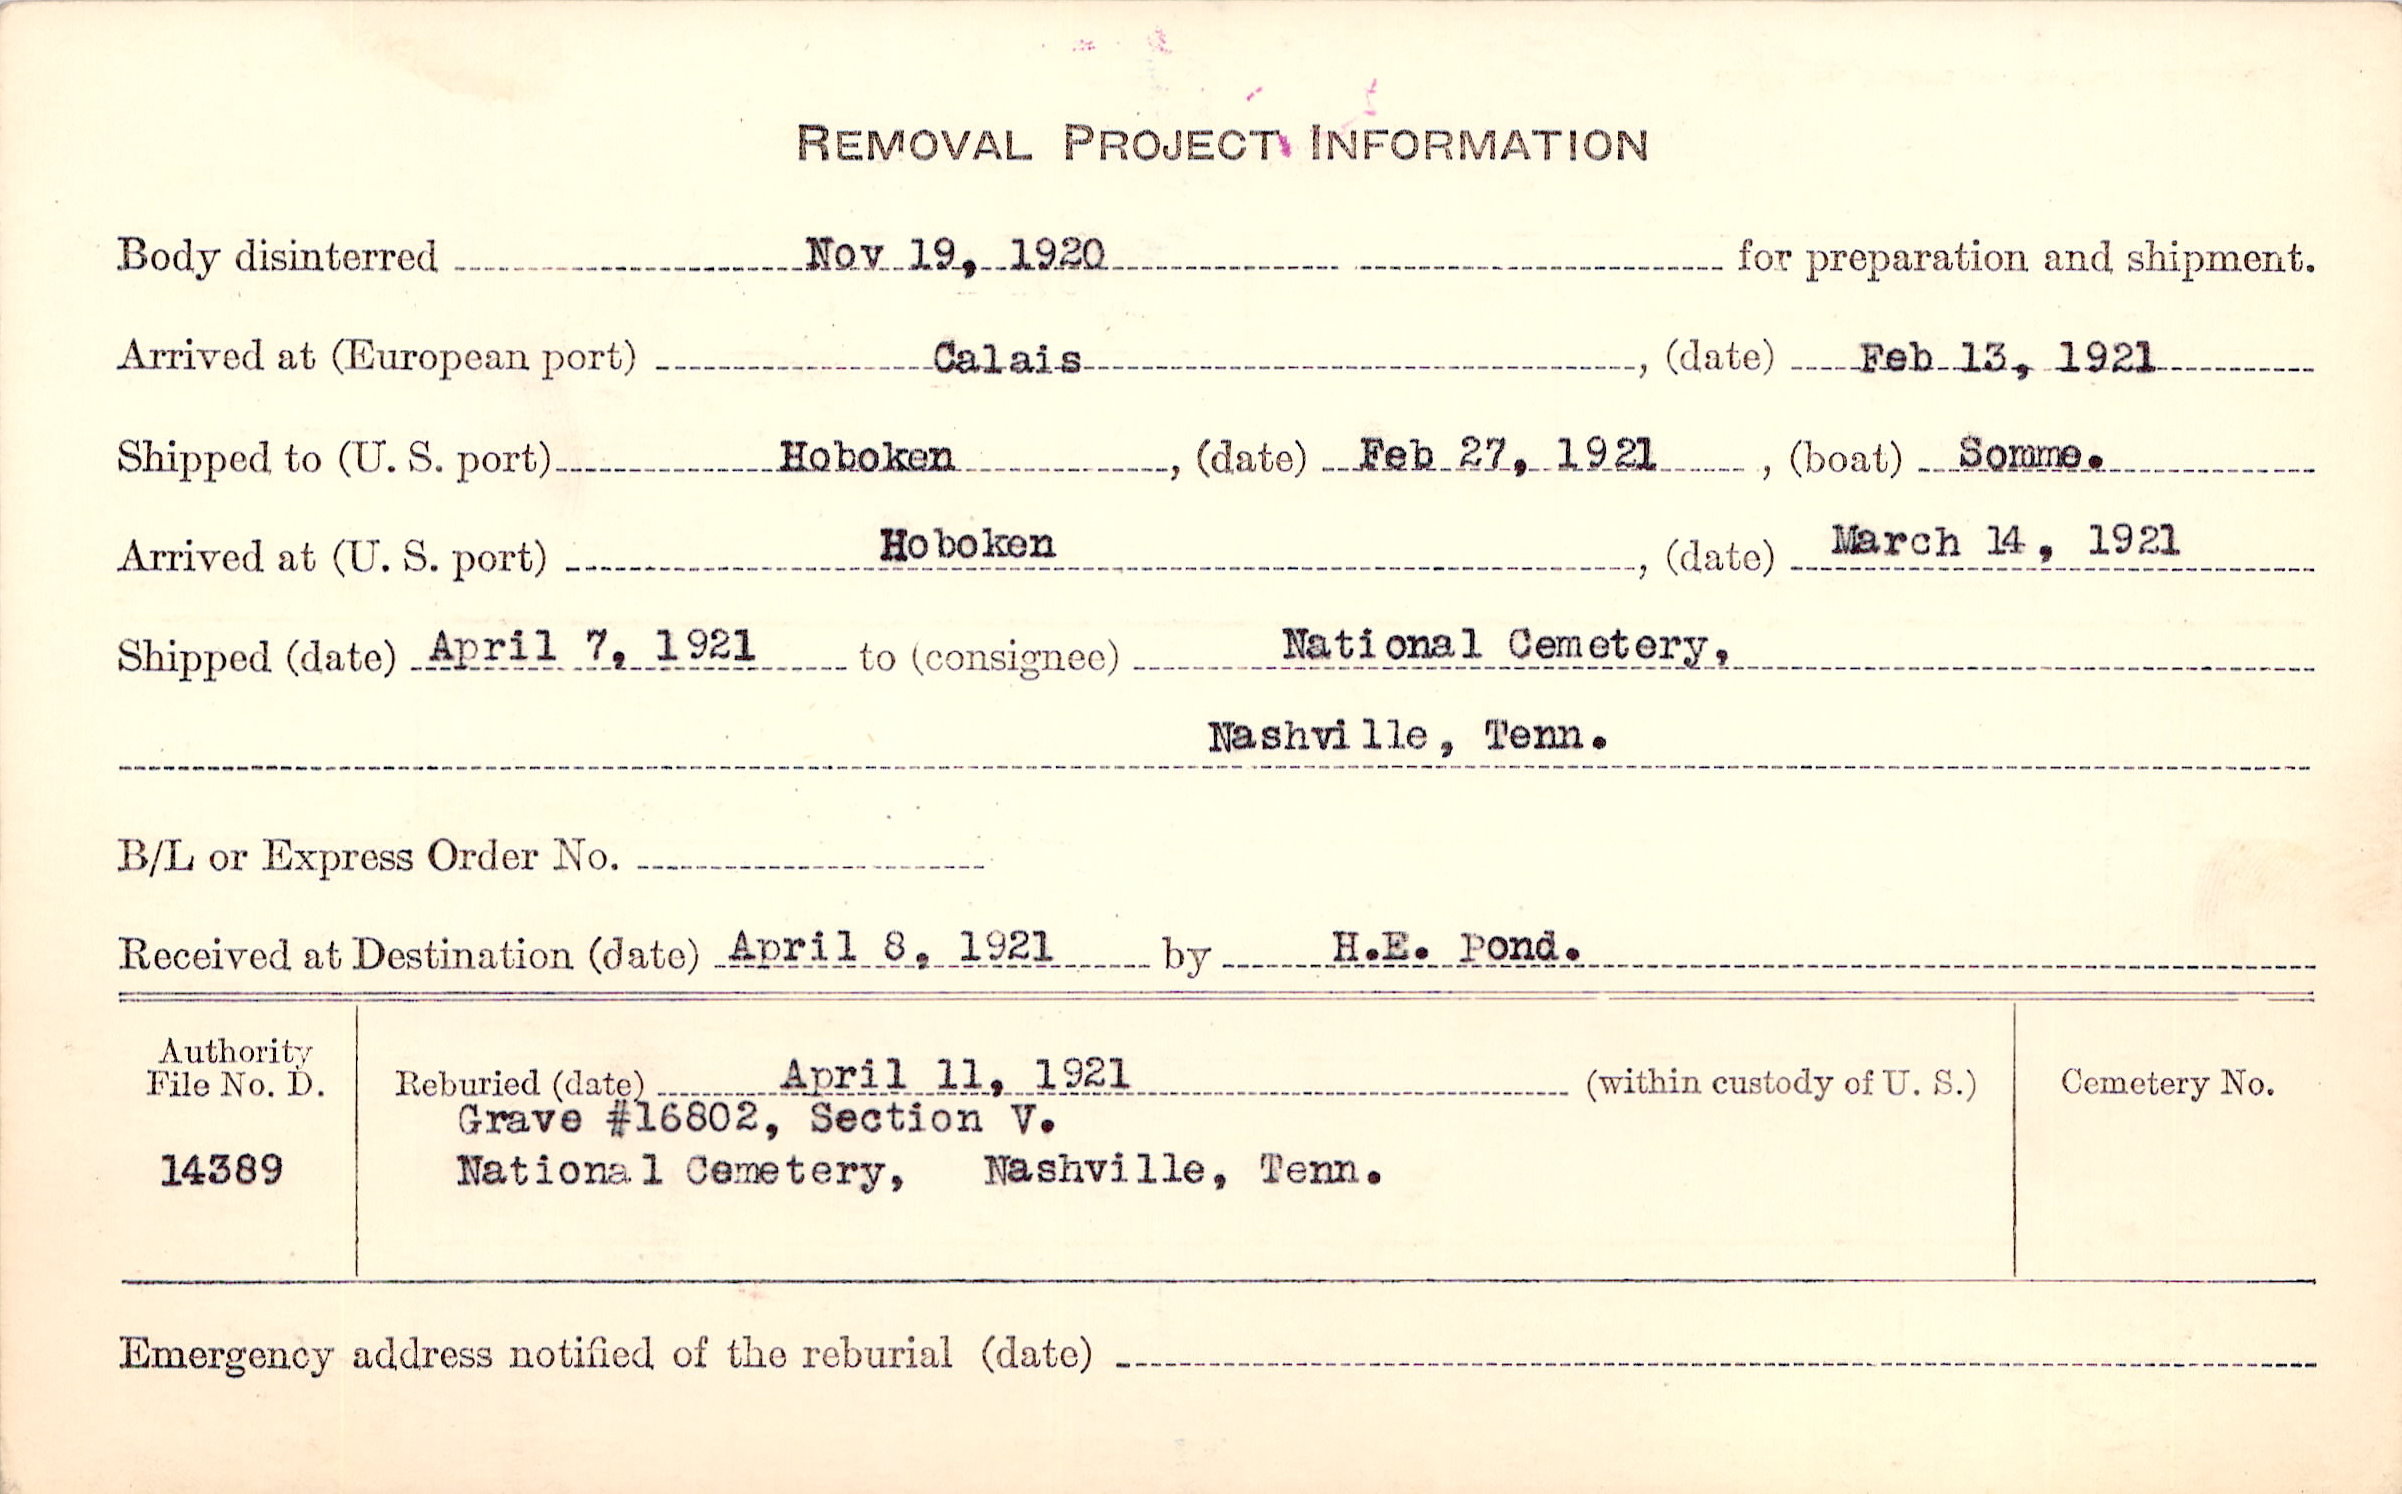 REMOVAL PROJECT INFORMATION
Body disinterred Nov 19, 1920 for preparation and shipment.
Arrived at (European port) Calais, (date) Feb 13, 1921
Shipped to (U. S. port) Hoboken, (date) Feb 27, 1921, (boat) Somme.
Arrived at (U. S. port) Hoboken, (date) March 14, 1921
Shipped (date) April 7, 1921 to (consignee) National Cemetery,
Nashville, Tenn.
B/L or Express Order No.
Received at Destination (date) April 8, 1921 by H.E. Pond.
Authority
File No. D.
14389
Reburied (date) April 11, 1921 (within custody of U. S.)
Grave #16802, Section V.
National Cemetery, Nashville, Tenn.
Cemetery No.
Emergency address notified of the reburial (date)